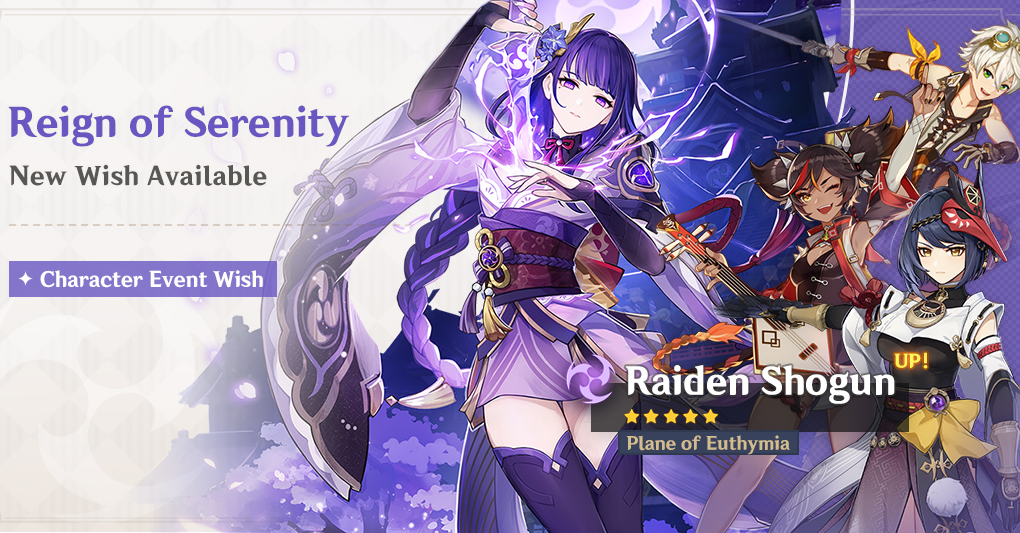 Reign of Serenity
New Wish Available
✦ Character Event Wish
UP!
Raiden Shogun
★★★★★
Plane of Euthymia